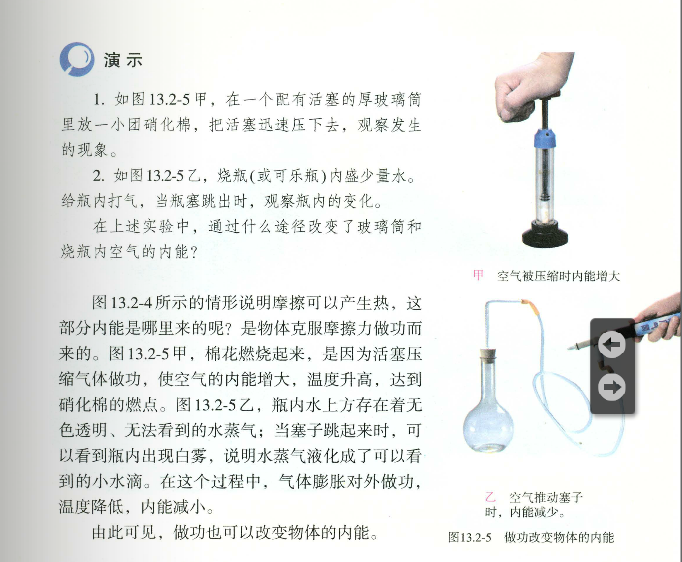 演示
1. 如图13.2-5甲，在一个配有活塞的厚玻璃筒
里放一小团硝化棉，把活塞迅速压下去，观察发生
的现象。
2. 如图13.2-5乙，烧瓶(或可乐瓶)内盛少量水。
给瓶内打气，当瓶塞跳出时，观察瓶内的变化。
在上述实验中，通过什么途径改变了玻璃筒和
烧瓶内空气的内能？
甲 空气被压缩时内能增大
图13.2-4所示的情形说明摩擦可以产生热，这
部分内能是哪里来的呢？是物体克服摩擦力做功而
来的。图13.2-5甲，棉花燃烧起来，是因为活塞压
缩气体做功，使空气的内能增大，温度升高，达到
硝化棉的燃点。图13.2-5乙，瓶内水上方存在着无
色透明、无法看到的水蒸气；当塞子跳起来时，可
以看到瓶内出现白雾，说明水蒸气液化成了可以看
到的小水滴。在这个过程中，气体膨胀对外做功，
温度降低，内能减小。
由此可见，做功也可以改变物体的内能。
乙 空气推动塞子
时，内能减少。
图13.2-5 做功改变物体的内能